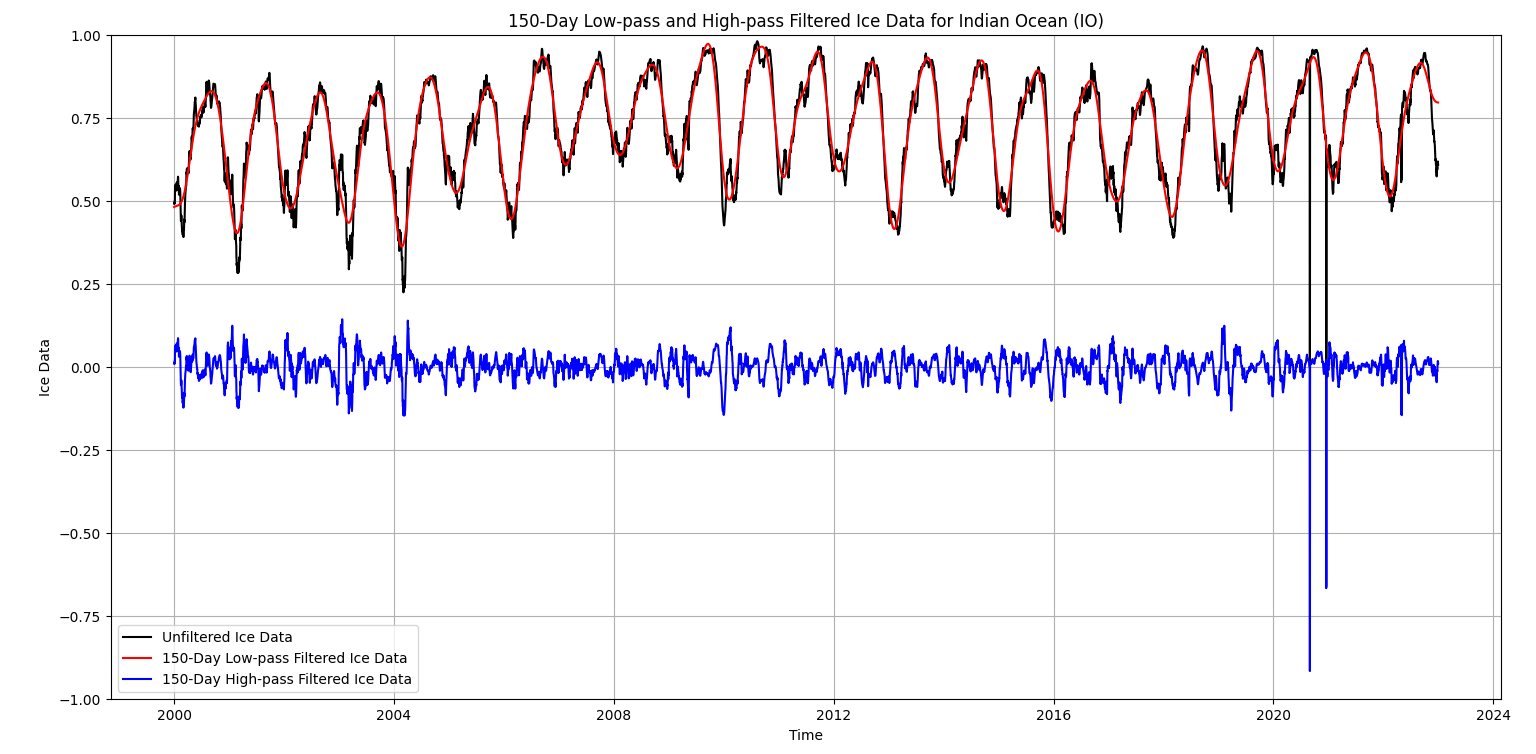 150-Day Low-pass and High-pass Filtered Ice Data for Indian Ocean (IO)
1.00
0.75
0.50
0.25
0.00
−0.25
−0.50
−0.75
−1.00
Ice Data
Unfiltered Ice Data
150-Day Low-pass Filtered Ice Data
150-Day High-pass Filtered Ice Data
2000 2004 2008 2012 2016 2020 2024
Time